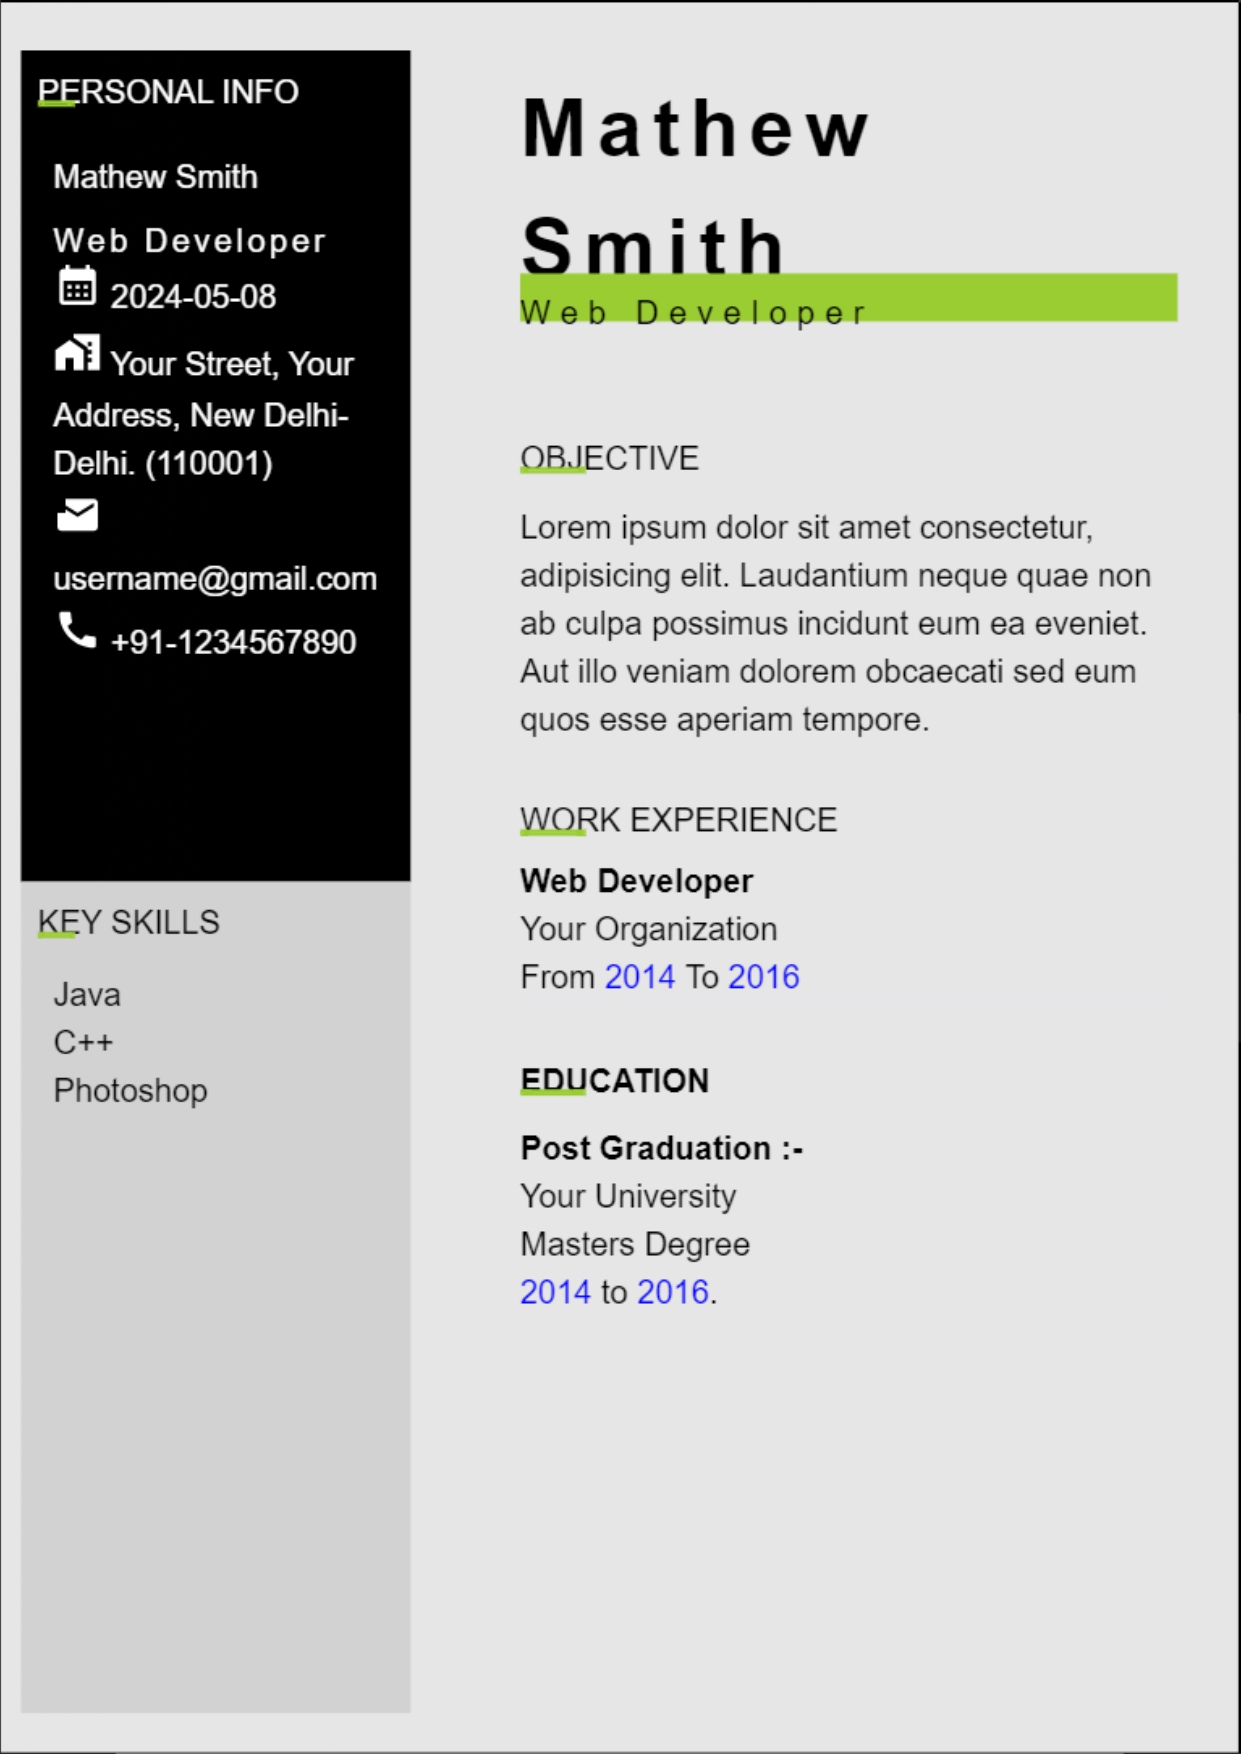 PERSONAL INFO
Mathew Smith
Web Developer
2024-05-08
Your Street, Your
Address, New Delhi-
Delhi. (110001)
username@gmail.com
+91-1234567890
KEY SKILLS
Java
C++
Photoshop
Mathew
Smith
Web Developer
OBJECTIVE
Lorem ipsum dolor sit amet consectetur,
adipisicing elit. Laudantium neque quae non
ab culpa possimus incidunt eum ea eveniet.
Aut illo veniam dolorem obcaecati sed eum
quos esse aperiam tempore.
WORK EXPERIENCE
Web Developer
Your Organization
From 2014 To 2016
EDUCATION
Post Graduation :-
Your University
Masters Degree
2014 to 2016.